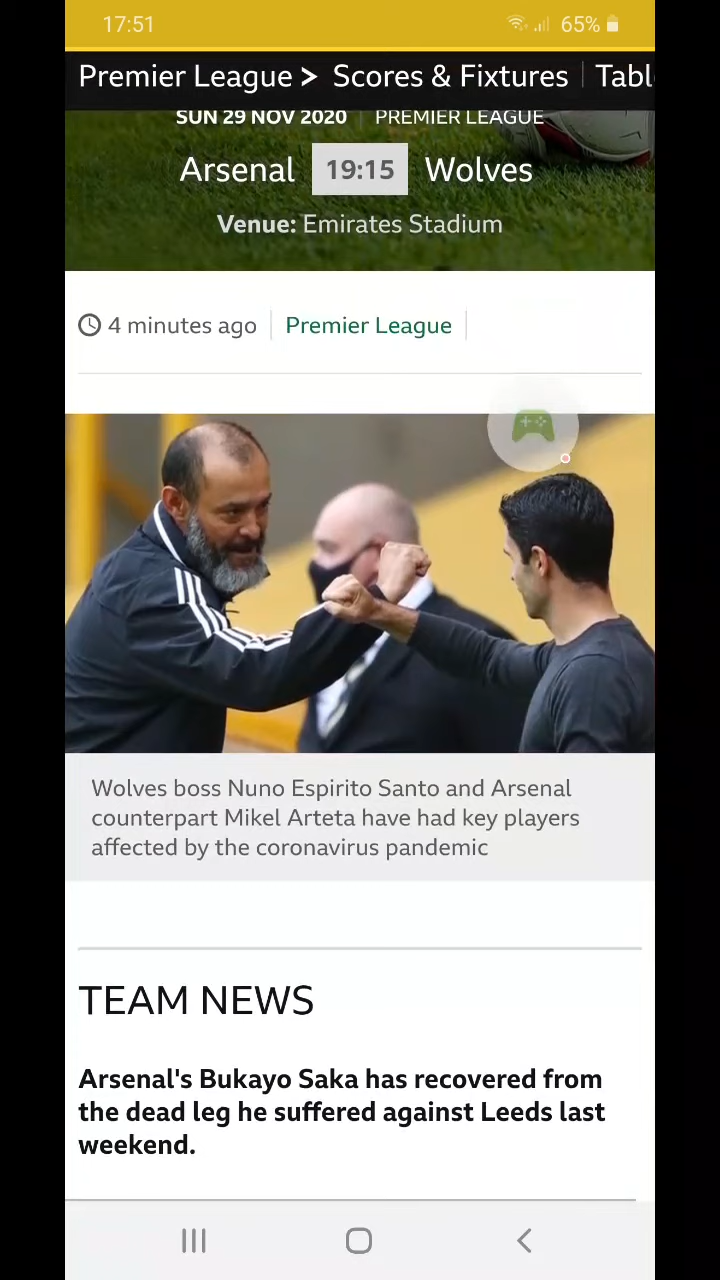 17:51
65%
Premier League > Scores & Fixtures | Tabl
SUN 29 NOV 2020 | PREMIER LEAGUE
Arsenal 19:15 Wolves
Venue: Emirates Stadium
4 minutes ago | Premier League |
Wolves boss Nuno Espirito Santo and Arsenal
counterpart Mikel Arteta have had key players
affected by the coronavirus pandemic
TEAM NEWS
Arsenal's Bukayo Saka has recovered from
the dead leg he suffered against Leeds last
weekend.